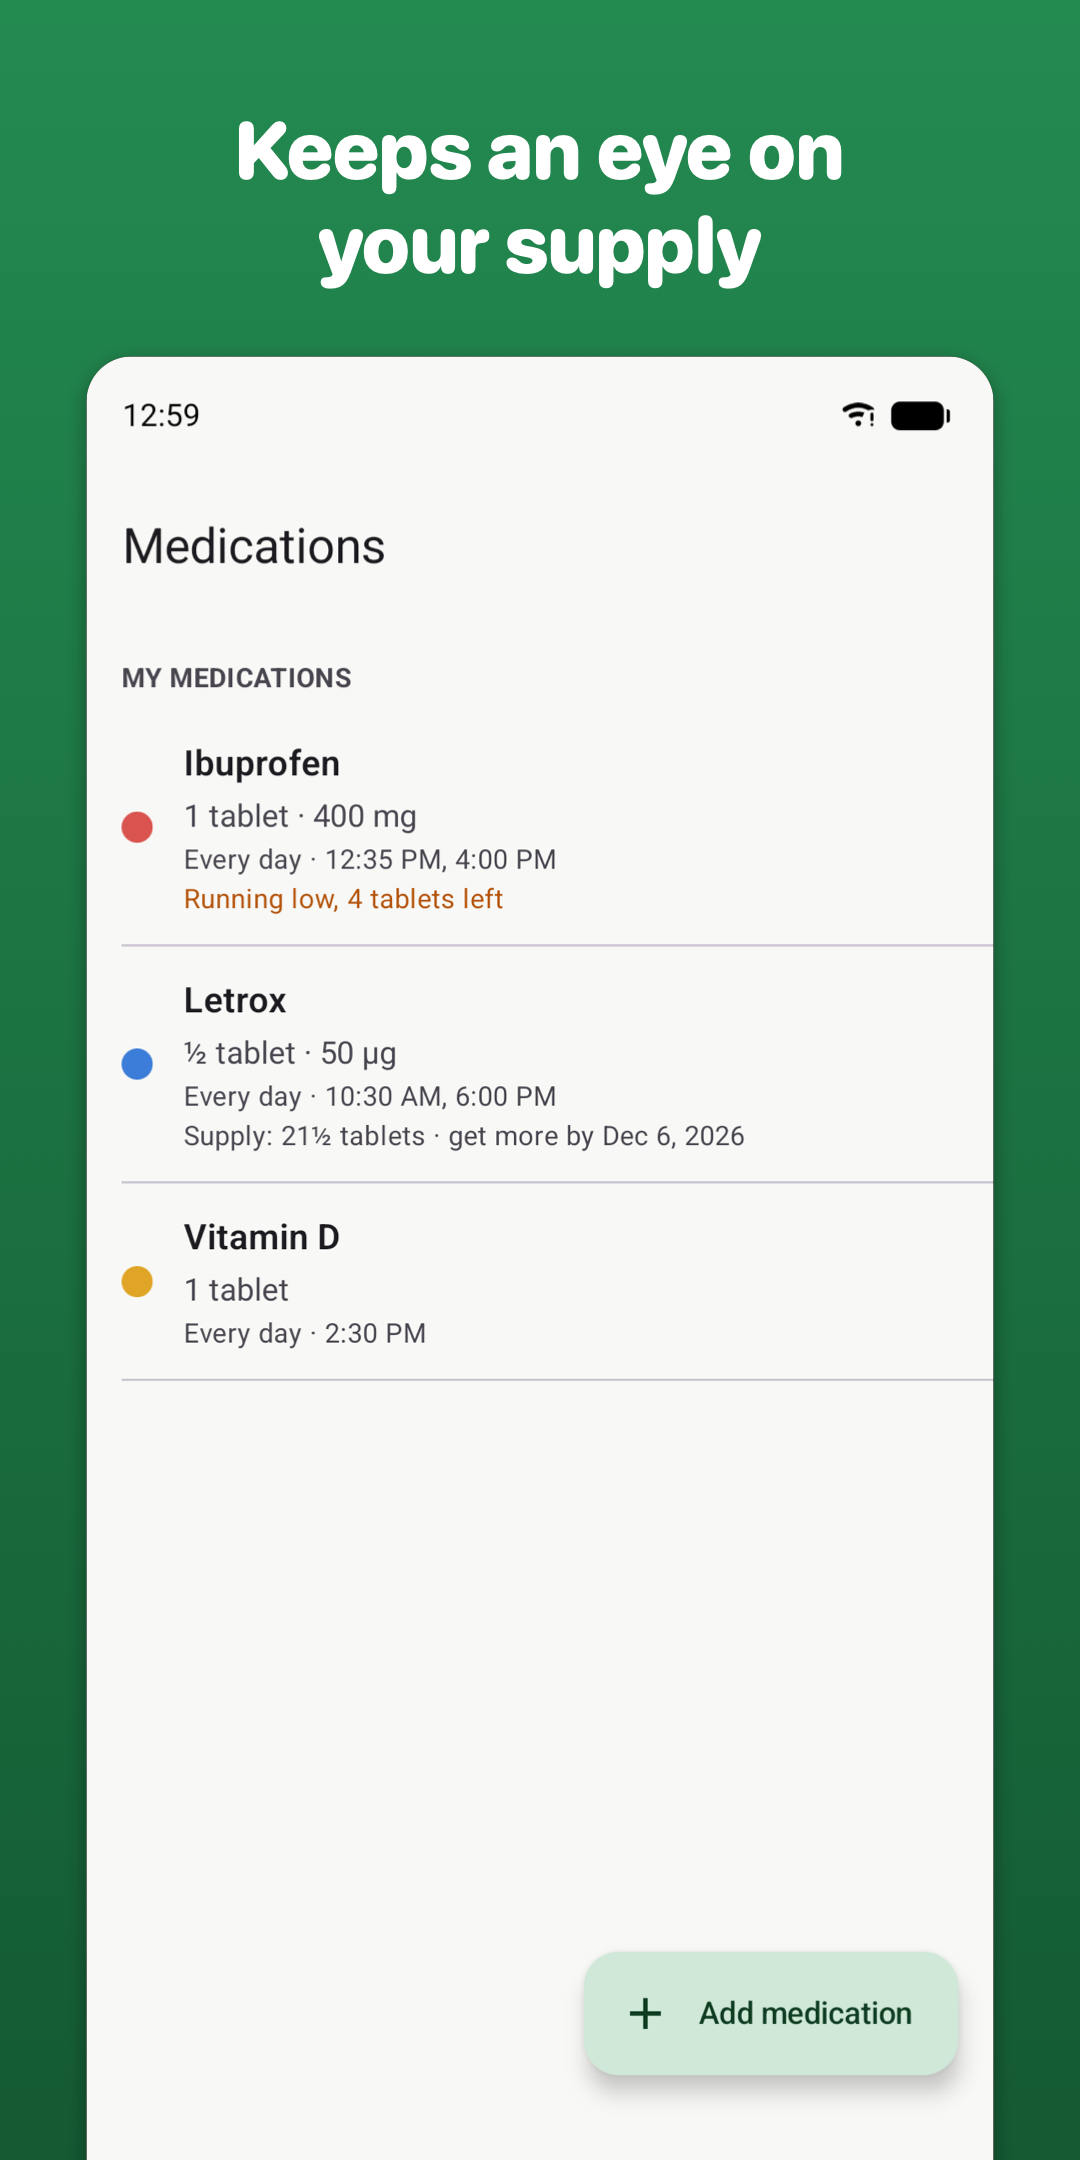 Keeps an eye on
your supply
12:59
Medications
MY MEDICATIONS
Ibuprofen
1 tablet · 400 mg
Every day · 12:35 PM, 4:00 PM
Running low, 4 tablets left
Letrox
½ tablet · 50 µg
Every day · 10:30 AM, 6:00 PM
Supply: 21½ tablets · get more by Dec 6, 2026
Vitamin D
1 tablet
Every day · 2:30 PM
+ Add medication